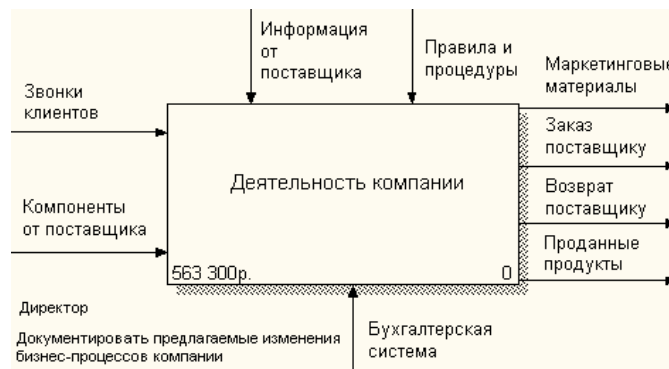 Информация
от
поставщика
Правила и
процедуры
Маркетинговые
материалы
Звонки
клиентов
Заказ
поставщику
Деятельность компании
Возврат
поставщику
Компоненты
от поставщика
Проданные
продукты
563 300р.
0
Директор
Документировать предлагаемые изменения
бизнес-процессов компании
Бухгалтерская
система